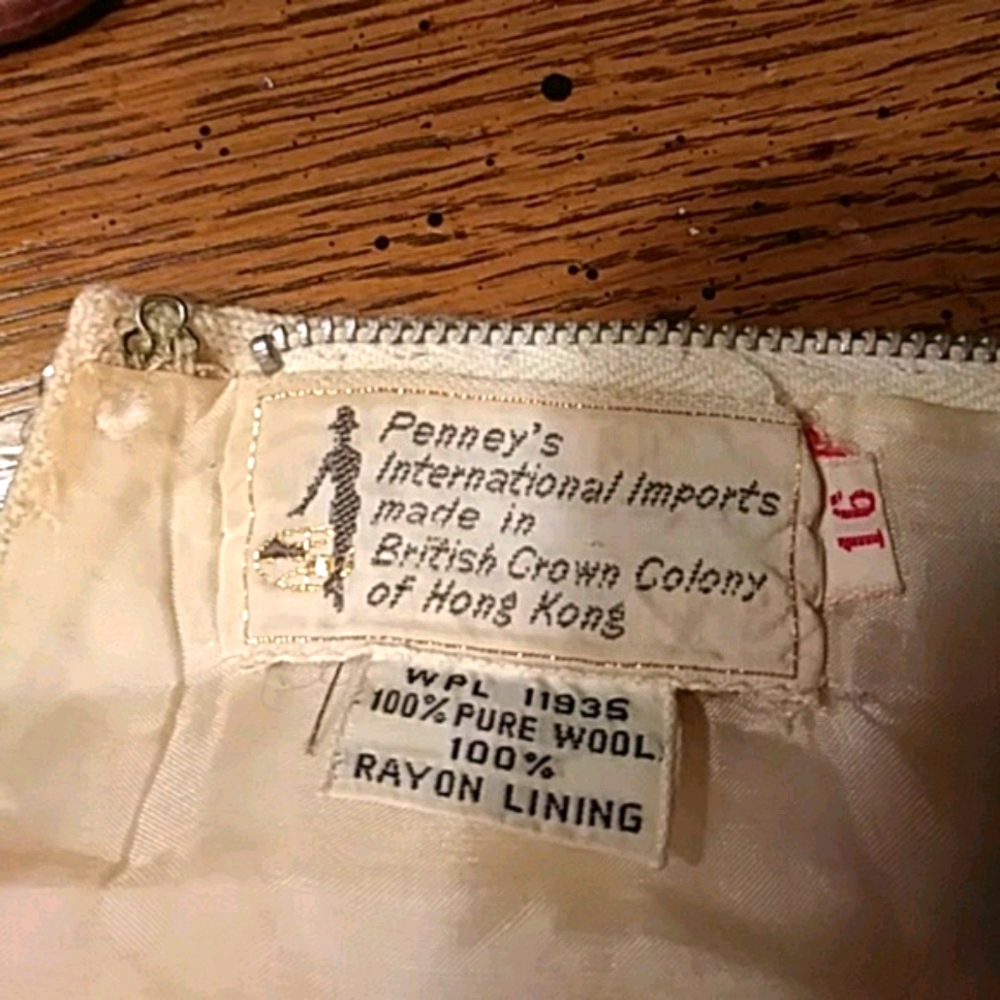 Penney's
International Imports
made in
British Crown Colony
of Hong Kong
16
WPL 11935
100% PURE WOOL
100%
RAYON LINING